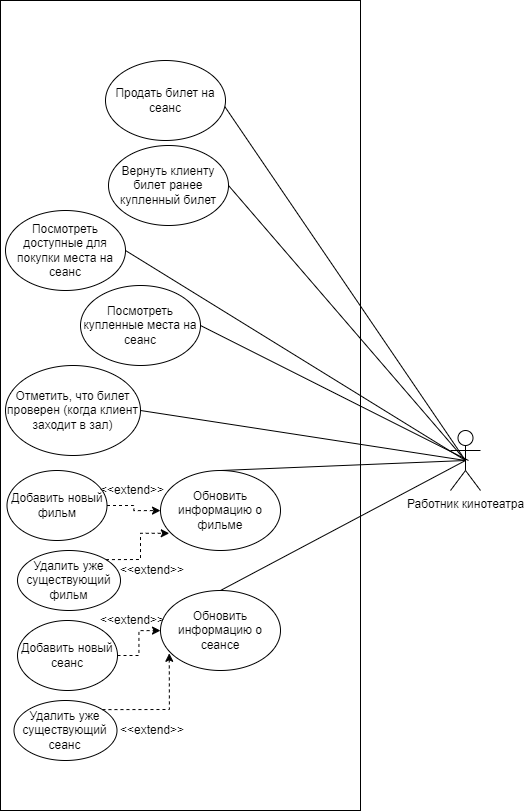 Продать билет на
сеанс
Вернуть клиенту
билет ранее
купленный билет
Посмотреть
доступные для
покупки места на
сеанс
Посмотреть
купленные места на
сеанс
Отметить, что билет
проверен (когда клиент
заходит в зал)
Работник кинотеатра
Добавить новый
фильм
<<extend>>
Обновить
информацию о
фильме
Удалить уже
существующий
фильм
<<extend>>
<<extend>>
Обновить
информацию о
сеансе
Добавить новый
сеанс
Удалить уже
существующий
сеанс
<<extend>>